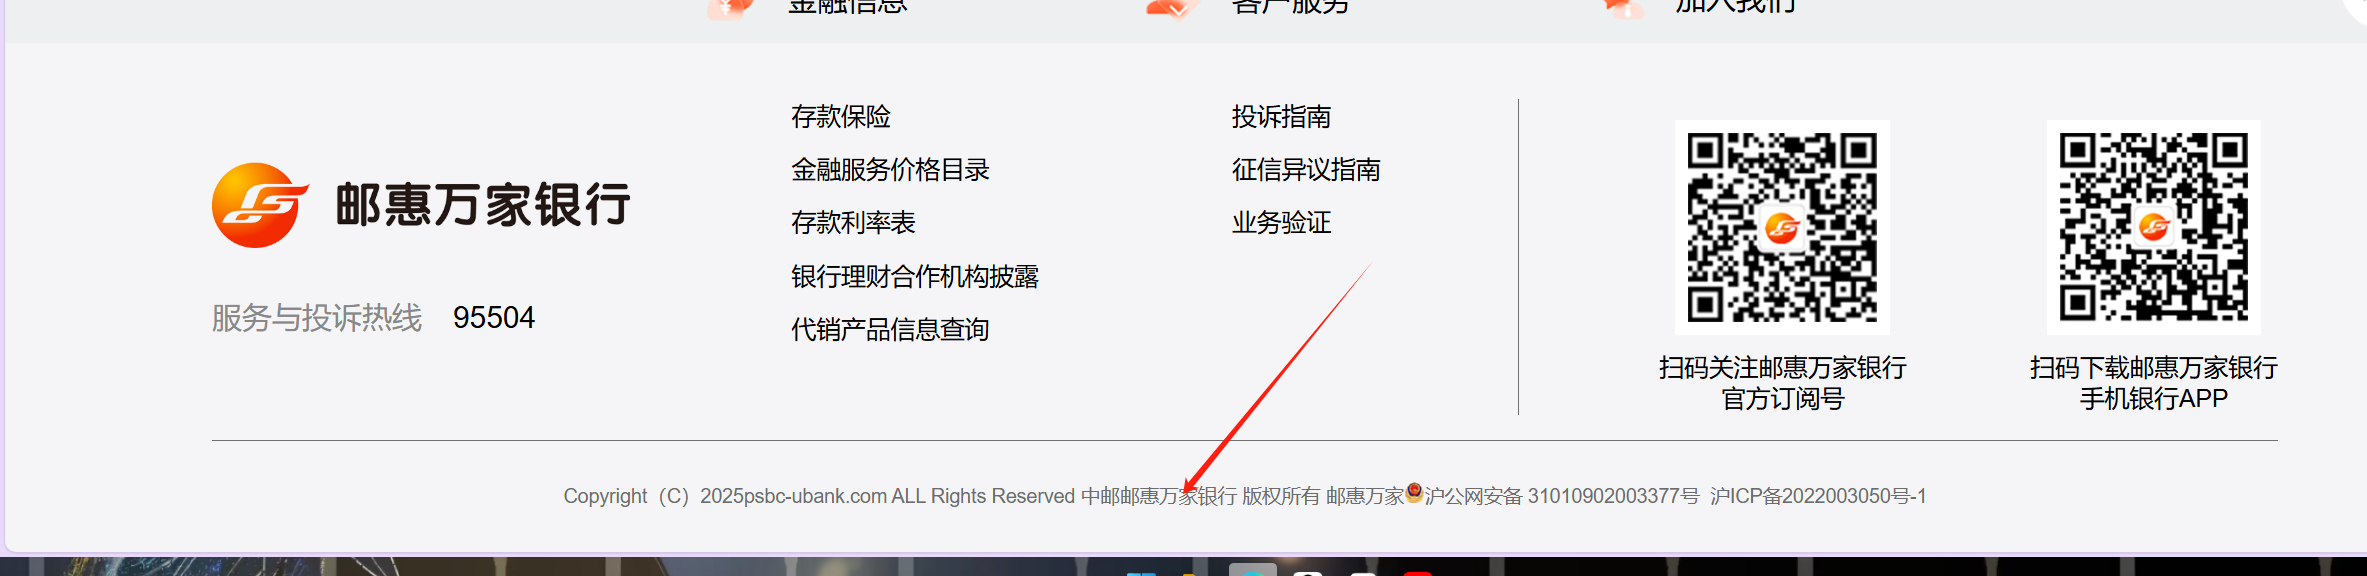 金融信息
客户服务
加入我们
邮惠万家银行
服务与投诉热线 95504
存款保险
金融服务价格目录
存款利率表
银行理财合作机构披露
代销产品信息查询
投诉指南
征信异议指南
业务验证
扫码关注邮惠万家银行
官方订阅号
扫码下载邮惠万家银行
手机银行APP
Copyright（C）2025psbc-ubank.com ALL Rights Reserved 中邮邮惠万家银行 版权所有 邮惠万家沪公网安备 31010902003377号 沪ICP备2022003050号-1